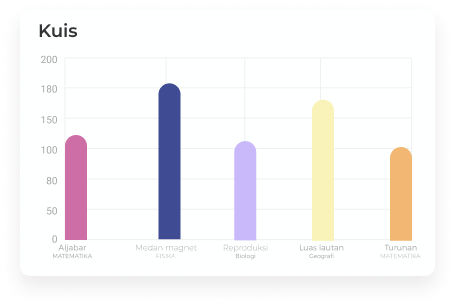 Kuis
200
180
150
100
80
50
0
Aljabar Medan magnet Reproduksi Luas lautan Turunan
MATEMATIKA FISIKA Biologi Geografi MATEMATIKA